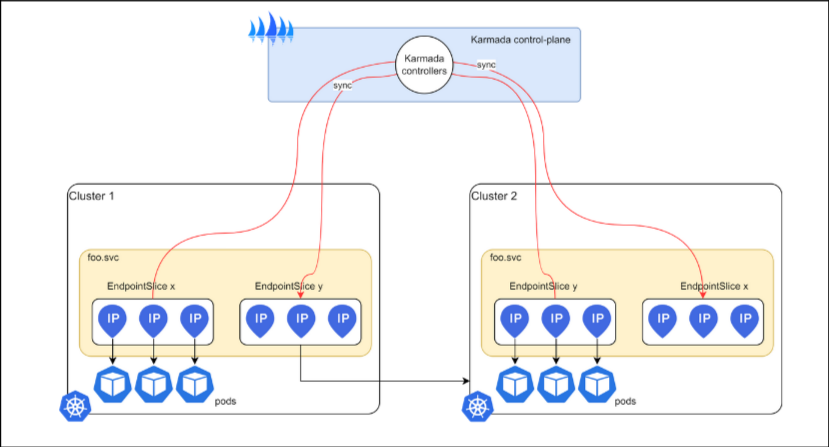 Karmada control-plane
Karmada
controllers
sync
sync
Cluster 1
foo.svc
EndpointSlice x
EndpointSlice y
IP
IP
IP
IP
IP
IP
pods
Cluster 2
foo.svc
EndpointSlice y
EndpointSlice x
IP
IP
IP
IP
IP
IP
pods